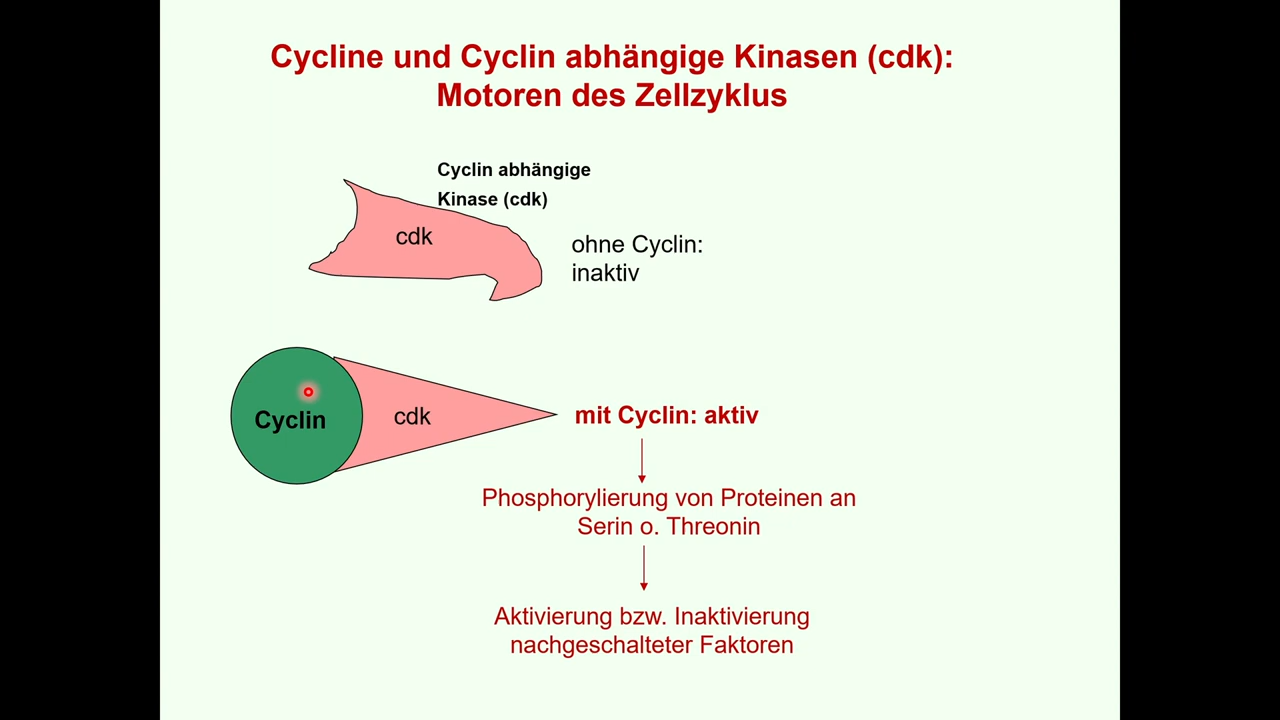 Cycline und Cyclin abhängige Kinasen (cdk):
Motoren des Zellzyklus
Cyclin abhängige
Kinase (cdk)
cdk
ohne Cyclin:
inaktiv
Cyclin
cdk
mit Cyclin: aktiv
Phosphorylierung von Proteinen an
Serin o. Threonin
Aktivierung bzw. Inaktivierung
nachgeschalteter Faktoren